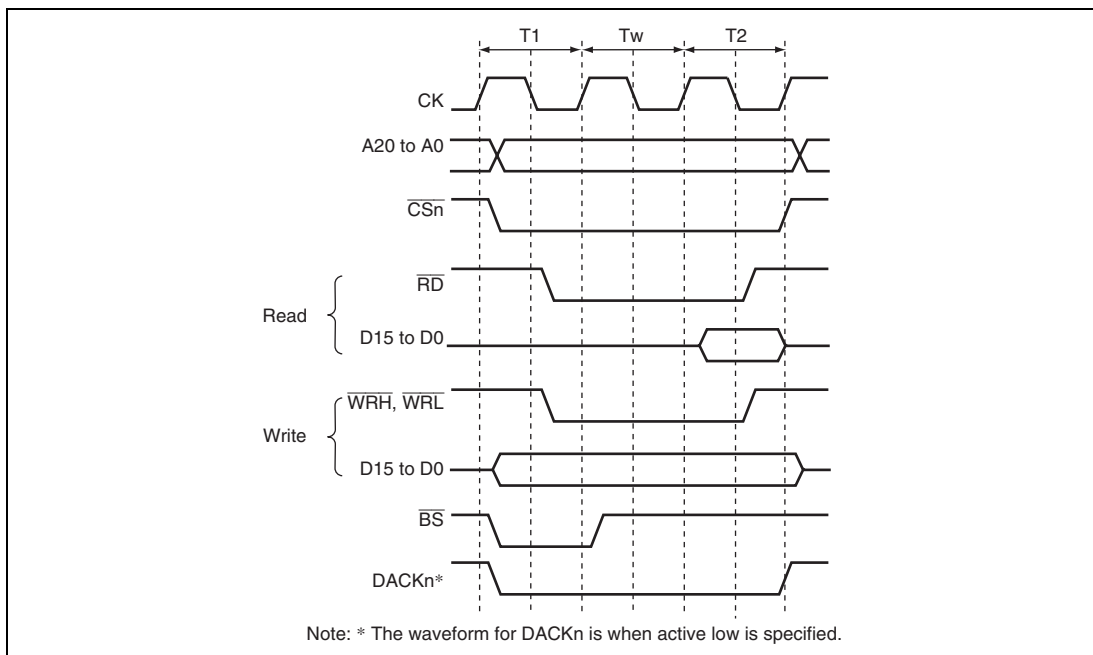 T1 Tw T2
CK
A20 to A0
CSn
RD
Read
D15 to D0
WRH, WRL
Write
D15 to D0
BS
DACKn*
Note: * The waveform for DACKn is when active low is specified.